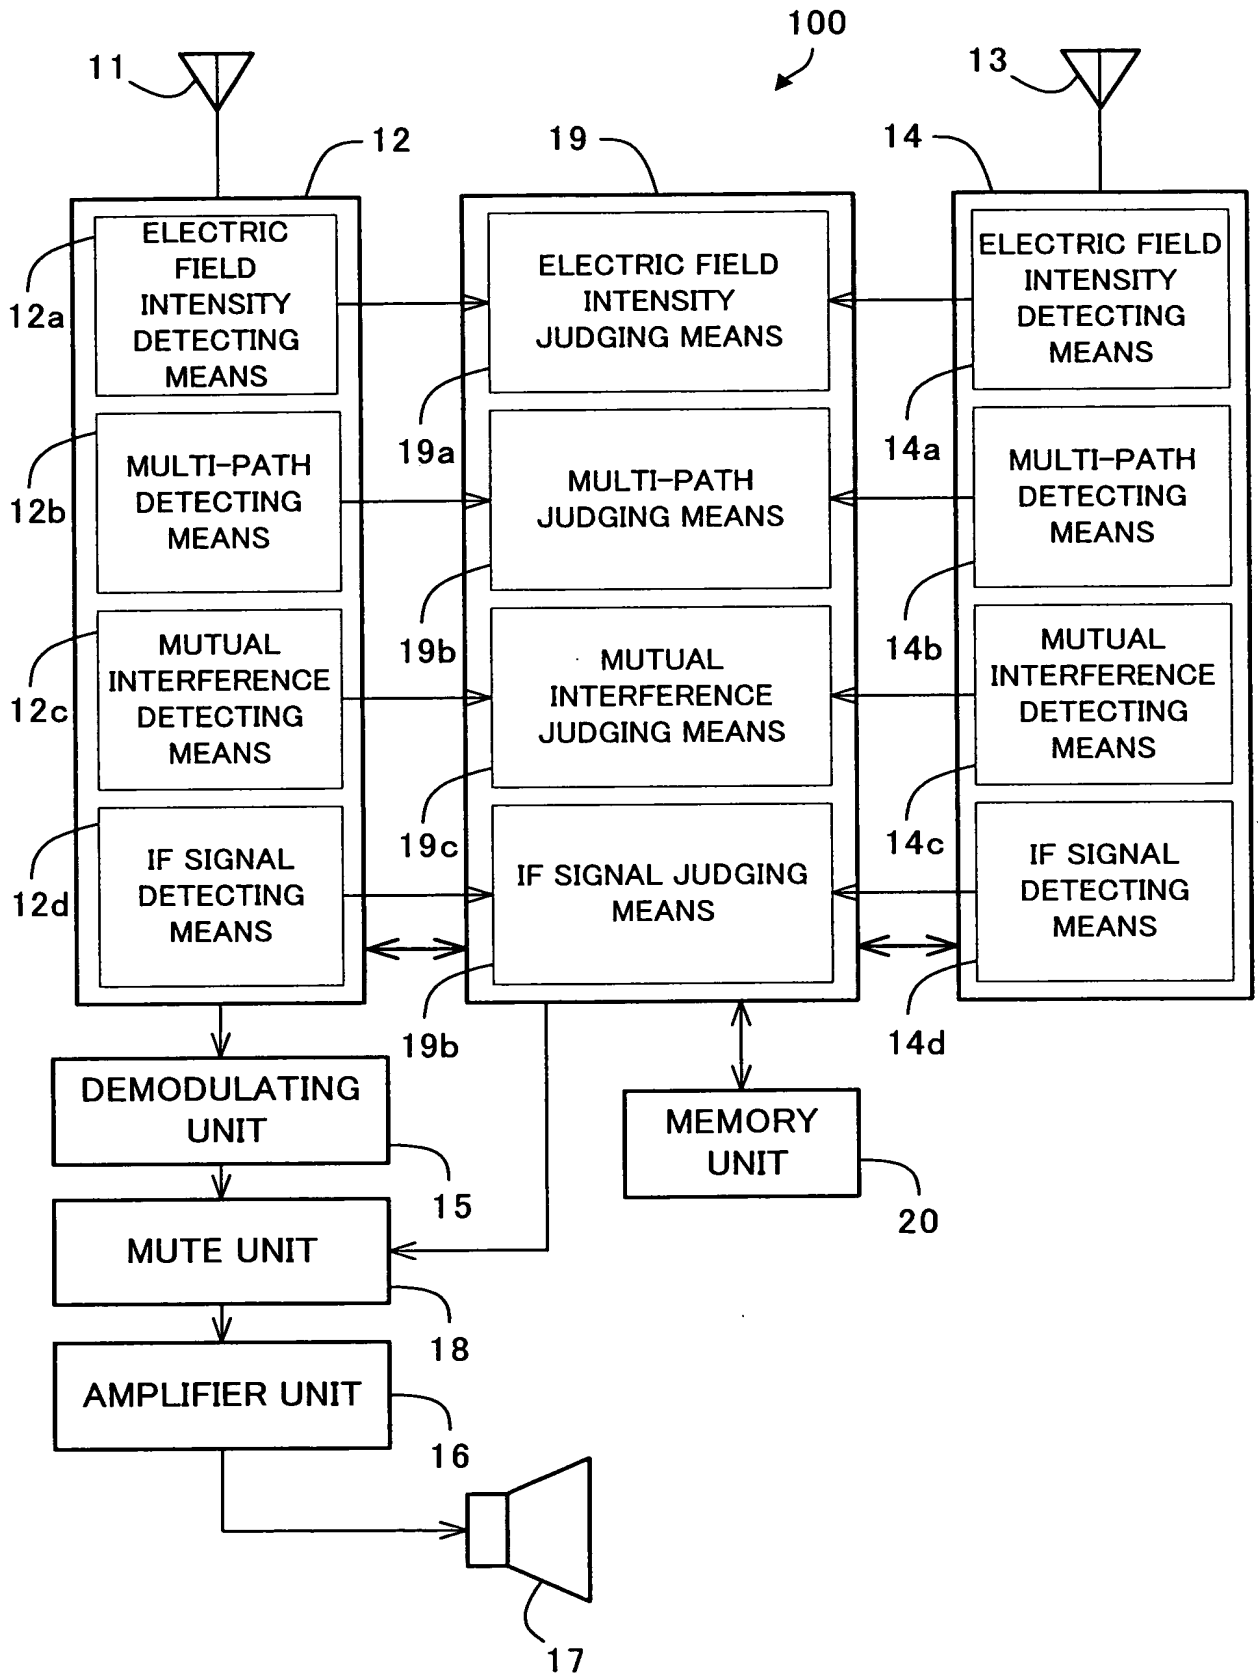 100
11
13
12
19
14
ELECTRIC
FIELD
INTENSITY
DETECTING
MEANS
12a
ELECTRIC FIELD
INTENSITY
JUDGING MEANS
19a
ELECTRIC FIELD
INTENSITY
DETECTING
MEANS
14a
MULTI-PATH
DETECTING
MEANS
12b
MULTI-PATH
JUDGING MEANS
19b
MULTI-PATH
DETECTING
MEANS
14b
MUTUAL
INTERFERENCE
DETECTING
MEANS
12c
MUTUAL
INTERFERENCE
JUDGING MEANS
19c
MUTUAL
INTERFERENCE
DETECTING
MEANS
14c
IF SIGNAL
DETECTING
MEANS
12d
IF SIGNAL JUDGING
MEANS
19b
IF SIGNAL
DETECTING
MEANS
14d
DEMODULATING
UNIT
15
MEMORY
UNIT
20
MUTE UNIT
18
AMPLIFIER UNIT
16
17